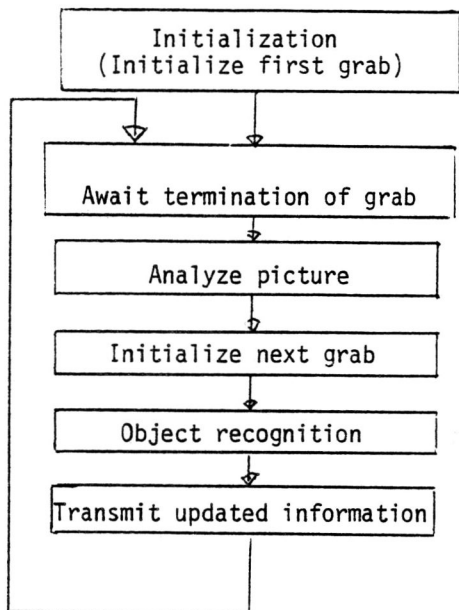 Initialization
(Initialize first grab)
Await termination of grab
Analyze picture
Initialize next grab
Object recognition
Transmit updated information